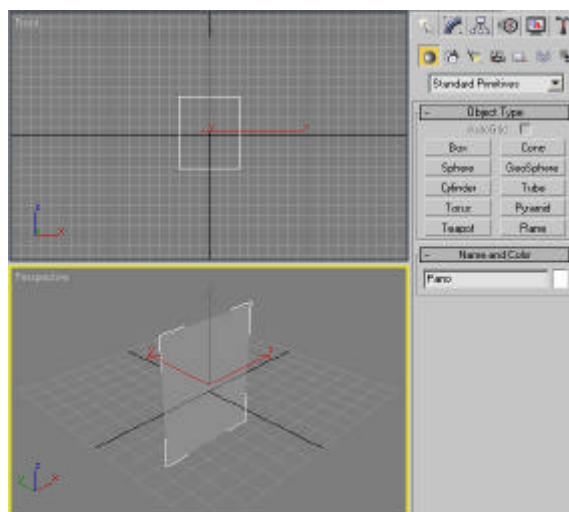 Front
Standard Primitives
- Object Type
AutoGrid
Box Cone
Sphere GeoSphere
Cylinder Tube
Torus Pyramid
Teapot Plane
- Name and Color
Perspective
z
x
z
y x